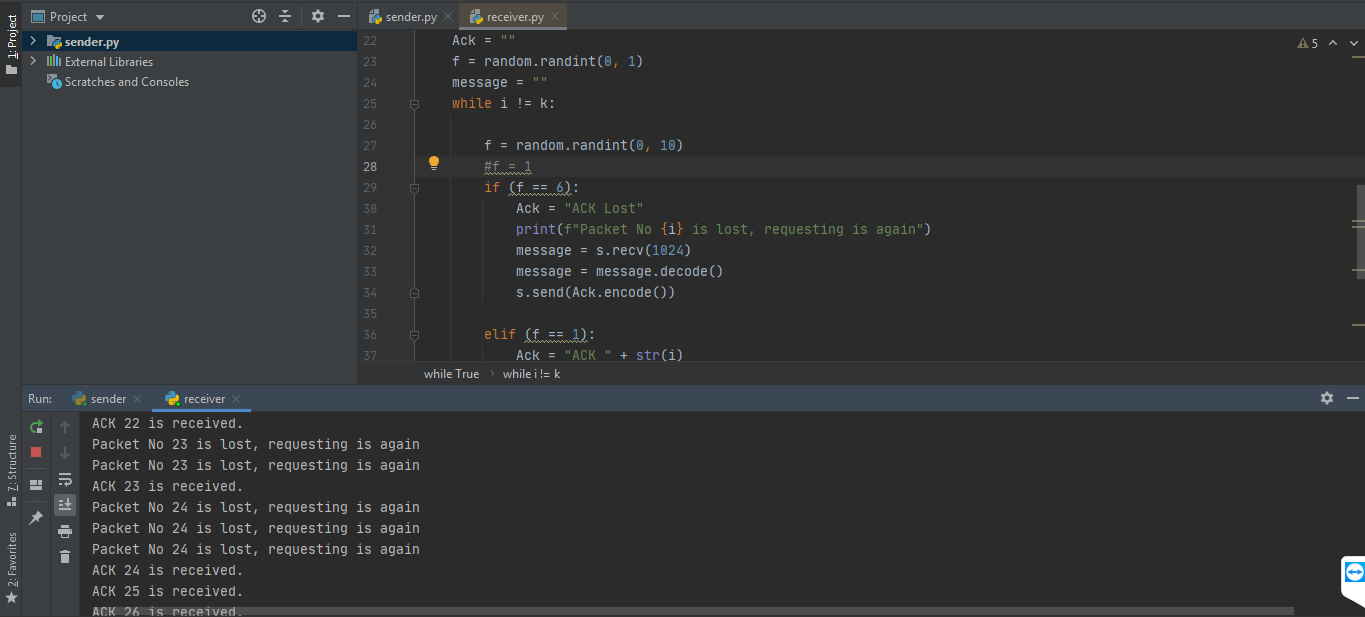 1: Project
Project
sender.py
External Libraries
Scratches and Consoles
sender.py
receiver.py
5
22 Ack = ""
23 f = random.randint(0, 1)
24 message = ""
25 while i != k:
26
27 f = random.randint(0, 10)
28 #f = 1
29 if (f == 6):
30 Ack = "ACK Lost"
31 print(f"Packet No {i} is lost, requesting is again")
32 message = s.recv(1024)
33 message = message.decode()
34 s.send(Ack.encode())
35
36 elif (f == 1):
37 Ack = "ACK " + str(i)
while True > while i != k
Run: sender receiver
7: Structure
2: Favorites
ACK 22 is received.
Packet No 23 is lost, requesting is again
Packet No 23 is lost, requesting is again
ACK 23 is received.
Packet No 24 is lost, requesting is again
Packet No 24 is lost, requesting is again
Packet No 24 is lost, requesting is again
ACK 24 is received.
ACK 25 is received.
ACK 26 is received.